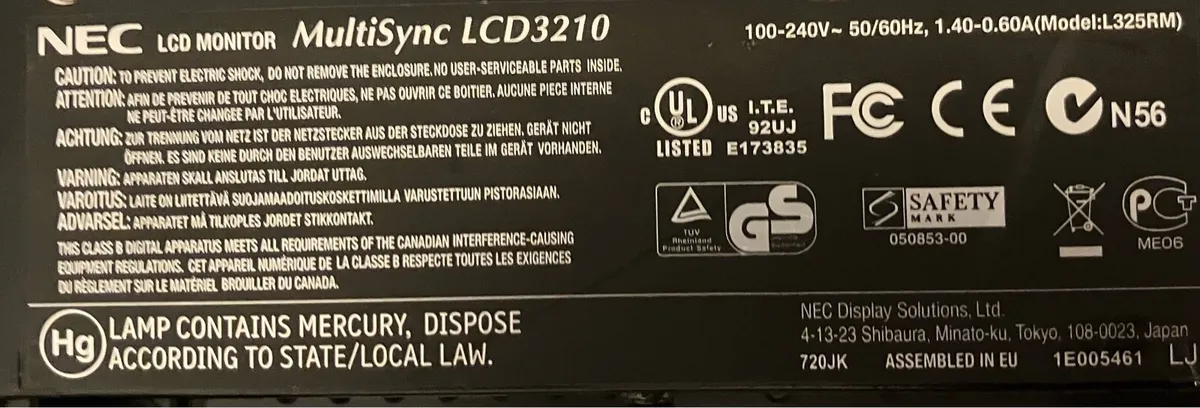 NEC LCD MONITOR MultiSync LCD3210
100-240V~ 50/60Hz, 1.40-0.60A(Model:L325RM)
CAUTION: TO PREVENT ELECTRIC SHOCK, DO NOT REMOVE THE ENCLOSURE. NO USER-SERVICEABLE PARTS INSIDE.
ATTENTION: AFIN DE PREVENIR DE TOUT CHOC ELECTRIQUES, NE PAS OUVRIR CE BOITIER. AUCUNE PIECE INTERNE
NE PEUT-ÊTRE CHANGEE PAR L'UTILISATEUR.
ACHTUNG: ZUR TRENNUNG VOM NETZ IST DER NETZSTECKER AUS DER STECKDOSE ZU ZIEHEN. GERÄT NICHT
ÖFFNEN. ES SIND KEINE DURCH DEN BENUTZER AUSWECHSELBAREN TEILE IM GERÄT VORHANDEN.
VARNING: APPARATEN SKALL ANSLUTAS TILL JORDAT UTTAG.
VAROITUS: LAITE ON LIITETTÄVÄ SUOJAMAADOITUSKOSKETTIMILLA VARUSTETTUUN PISTORASIAAN.
ADVARSEL: APPARATET MÅ TILKOPLES JORDET STIKKONTAKT.
THIS CLASS B DIGITAL APPARATUS MEETS ALL REQUIREMENTS OF THE CANADIAN INTERFERENCE-CAUSING
EQUIPMENT REGULATIONS. CET APPAREIL NUMÉRIQUE DE LA CLASSE B RESPECTE TOUTES LES EXIGENCES
DU RÈGLEMENT SUR LE MATÉRIEL BROUILLER DU CANADA.
C UL US I.T.E.
92UJ
LISTED E173835
FC CE N56
TUV
Rheinland
Product Safety
GS
SAFETY
MARK
050853-00
PCT
ME06
Hg LAMP CONTAINS MERCURY, DISPOSE
ACCORDING TO STATE/LOCAL LAW.
NEC Display Solutions, Ltd.
4-13-23 Shibaura, Minato-ku, Tokyo, 108-0023, Japan
720JK ASSEMBLED IN EU 1E005461 LJ